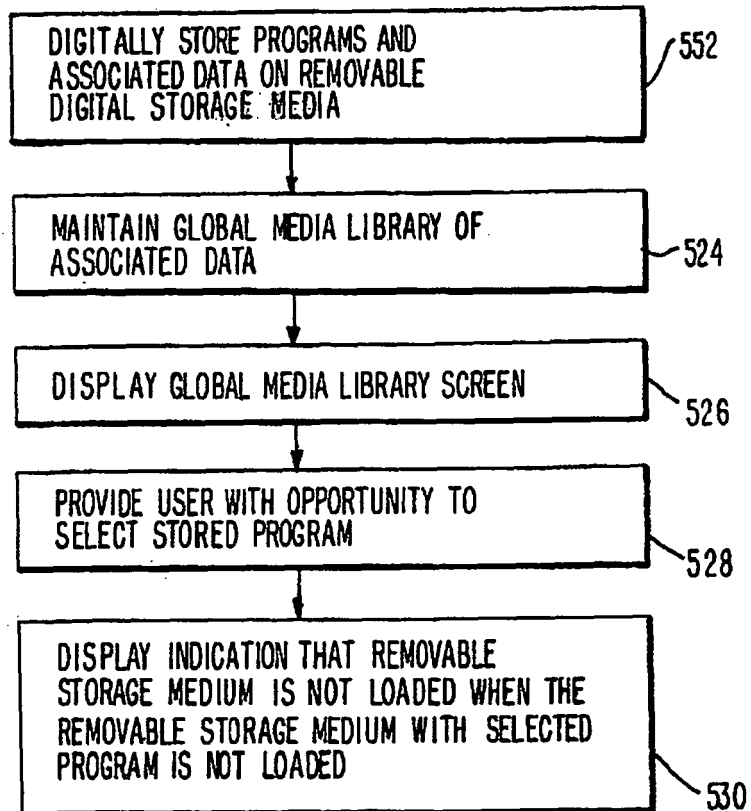 DIGITALLY STORE PROGRAMS AND
ASSOCIATED DATA ON REMOVABLE
DIGITAL STORAGE MEDIA
552
MAINTAIN GLOBAL MEDIA LIBRARY OF
ASSOCIATED DATA
524
DISPLAY GLOBAL MEDIA LIBRARY SCREEN
526
PROVIDE USER WITH OPPORTUNITY TO
SELECT STORED PROGRAM
528
DISPLAY INDICATION THAT REMOVABLE
STORAGE MEDIUM IS NOT LOADED WHEN THE
REMOVABLE STORAGE MEDIUM WITH SELECTED
PROGRAM IS NOT LOADED
530